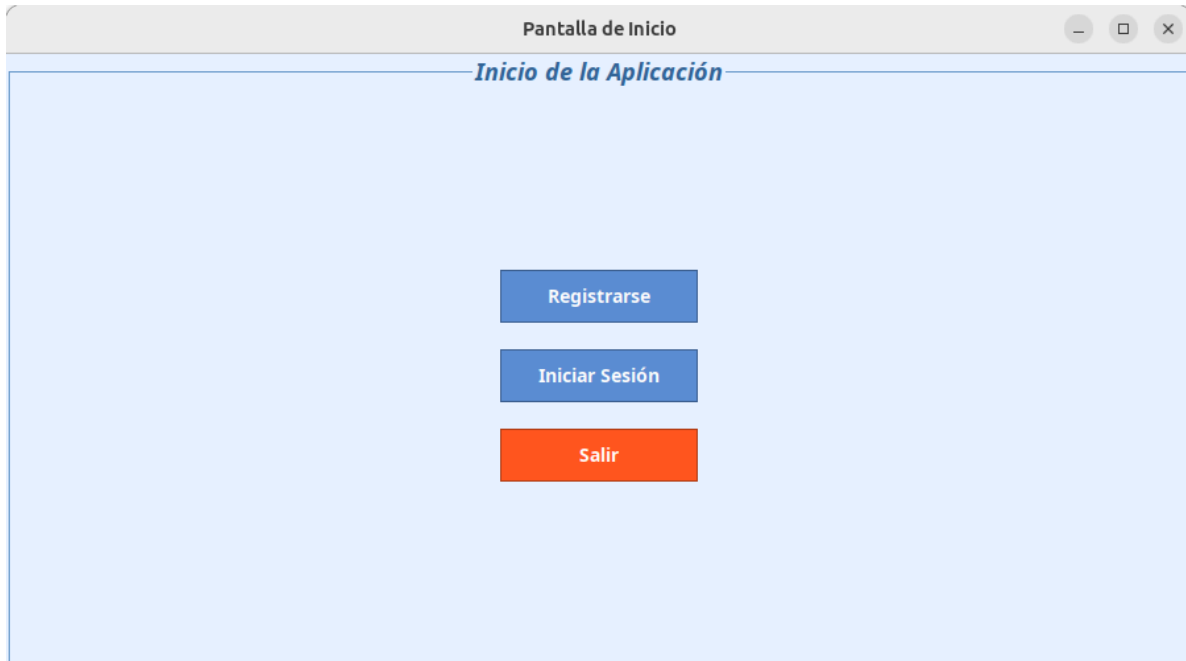 Pantalla de Inicio
Inicio de la Aplicación
Registrarse
Iniciar Sesión
Salir